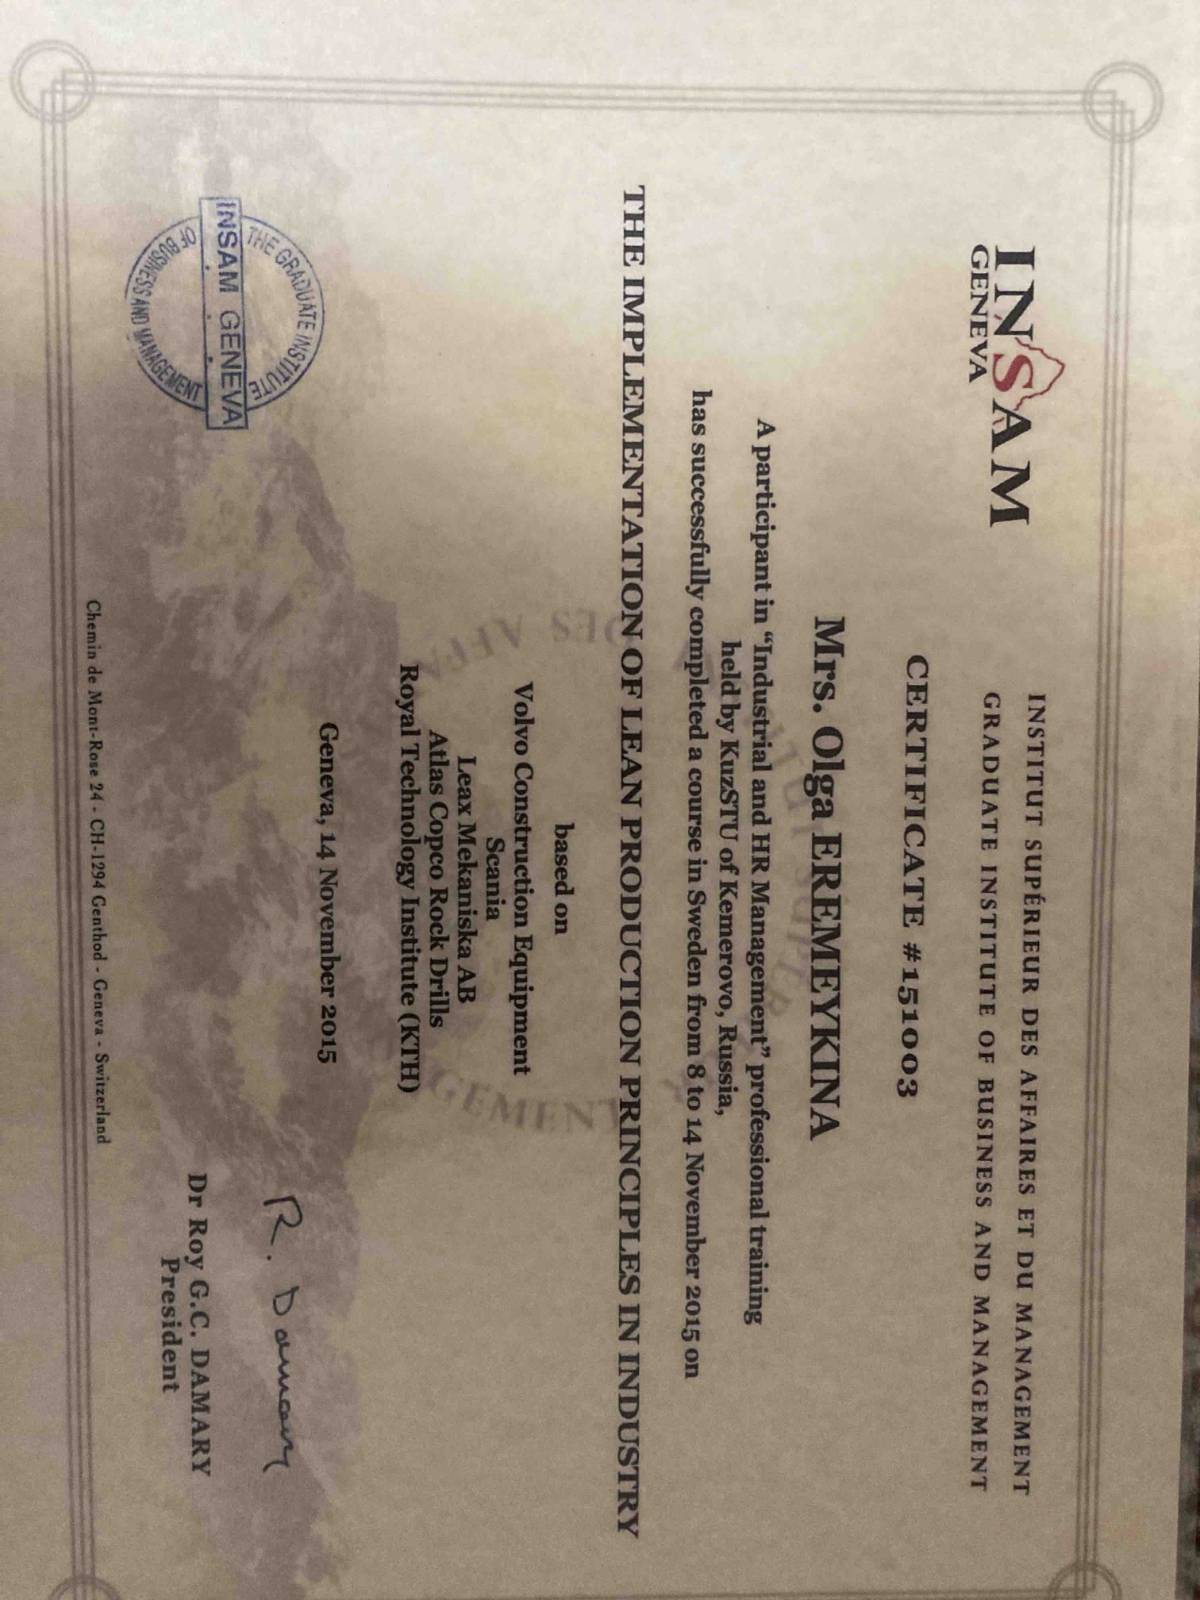 INSAM
GENEVA
INSTITUT SUPÉRIEUR DES AFFAIRES ET DU MANAGEMENT
GRADUATE INSTITUTE OF BUSINESS AND MANAGEMENT
CERTIFICATE #151003
Mrs. Olga EREMEYKINA
A participant in “Industrial and HR Management” professional training
held by KuzSTU of Kemerovo, Russia,
has successfully completed a course in Sweden from 8 to 14 November 2015 on
THE IMPLEMENTATION OF LEAN PRODUCTION PRINCIPLES IN INDUSTRY
based on
Volvo Construction Equipment
Scania
Leax Mekaniska AB
Atlas Copco Rock Drills
Royal Technology Institute (KTH)
Geneva, 14 November 2015
THE GRADUATE INSTITUTE
INSAM GENEVA
OF BUSINESS AND MANAGEMENT
R. Damary
Dr Roy G.C. DAMARY
President
Chemin de Mont-Rose 24 - CH-1294 Genthod - Geneva - Switzerland